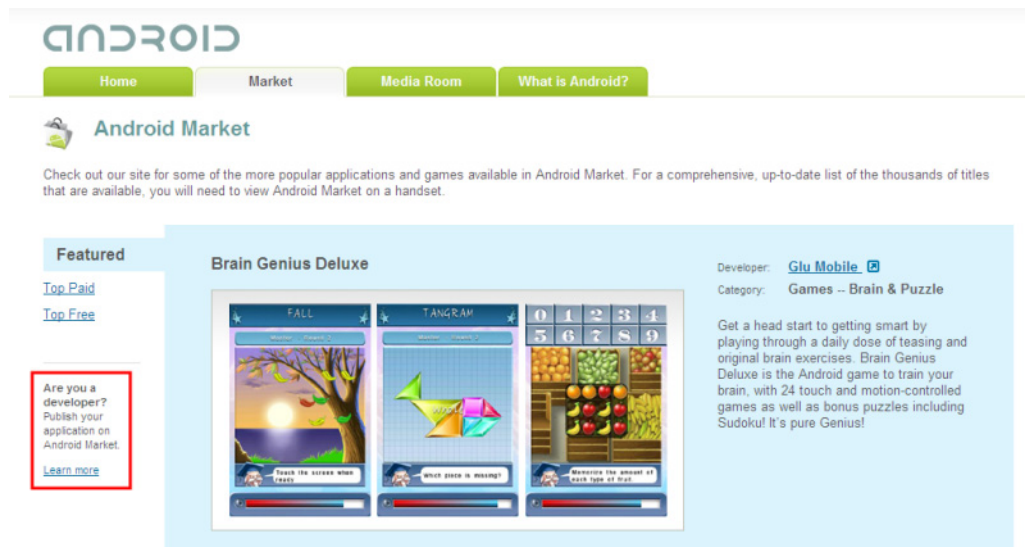 ANDROID
Home Market Media Room What is Android?
Android Market
Check out our site for some of the more popular applications and games available in Android Market. For a comprehensive, up-to-date list of the thousands of titles
that are available, you will need to view Android Market on a handset.
Featured
Top Paid
Top Free
Are you a
developer?
Publish your
application on
Android Market.
Learn more
Brain Genius Deluxe
FALL
Touch the screen when
ready
TANGRAM
Which piece is missing?
0 1 2 3 4
5 6 7 8 9
Memorize the amount of
each type of fruit.
Developer: Glu Mobile
Category: Games -- Brain & Puzzle
Get a head start to getting smart by
playing through a daily dose of teasing and
original brain exercises. Brain Genius
Deluxe is the Android game to train your
brain, with 24 touch and motion-controlled
games as well as bonus puzzles including
Sudoku! It's pure Genius!